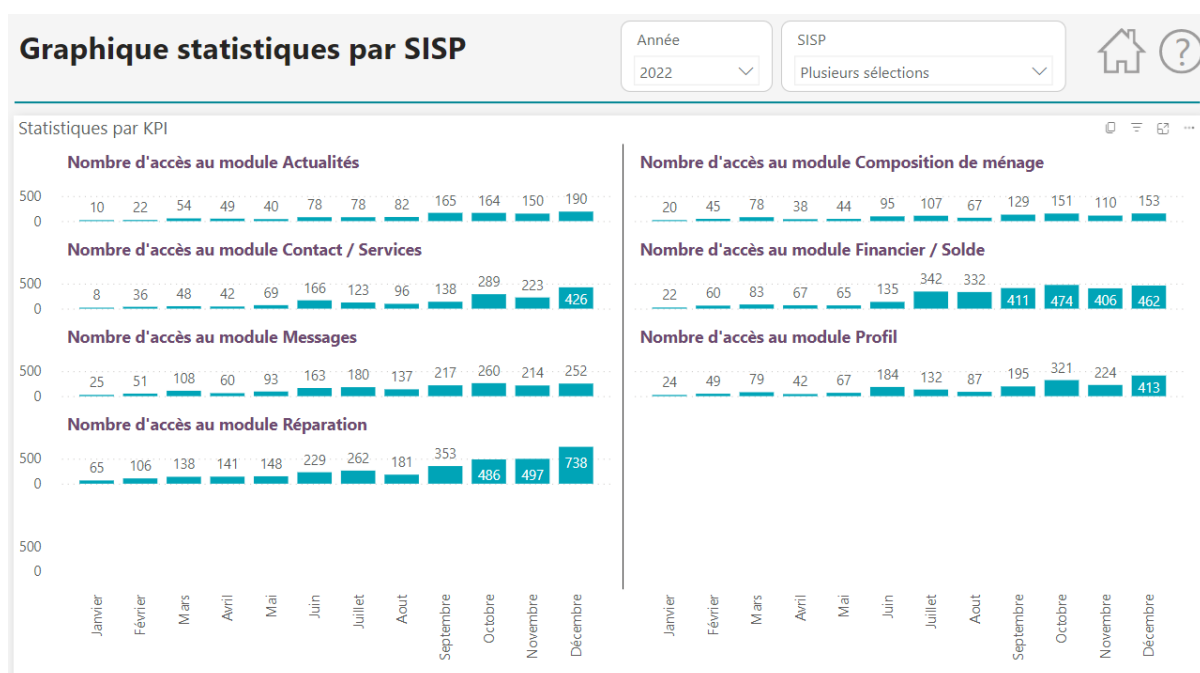 Graphique statistiques par SISP
Année
2022
SISP
Plusieurs sélections
?
Statistiques par KPI
Nombre d'accès au module Actualités
500
0
10 22 54 49 40 78 78 82 165 164 150 190
Nombre d'accès au module Composition de ménage
20 45 78 38 44 95 107 67 129 151 110 153
Nombre d'accès au module Contact / Services
500
0
8 36 48 42 69 166 123 96 138 289 223 426
Nombre d'accès au module Financier / Solde
22 60 83 67 65 135 342 332 411 474 406 462
Nombre d'accès au module Messages
500
0
25 51 108 60 93 163 180 137 217 260 214 252
Nombre d'accès au module Profil
24 49 79 42 67 184 132 87 195 321 224 413
Nombre d'accès au module Réparation
500
0
65 106 138 141 148 229 262 181 353 486 497 738
500
0
Janvier Février Mars Avril Mai Juin Juillet Aout Septembre Octobre Novembre Décembre
Janvier Février Mars Avril Mai Juin Juillet Aout Septembre Octobre Novembre Décembre